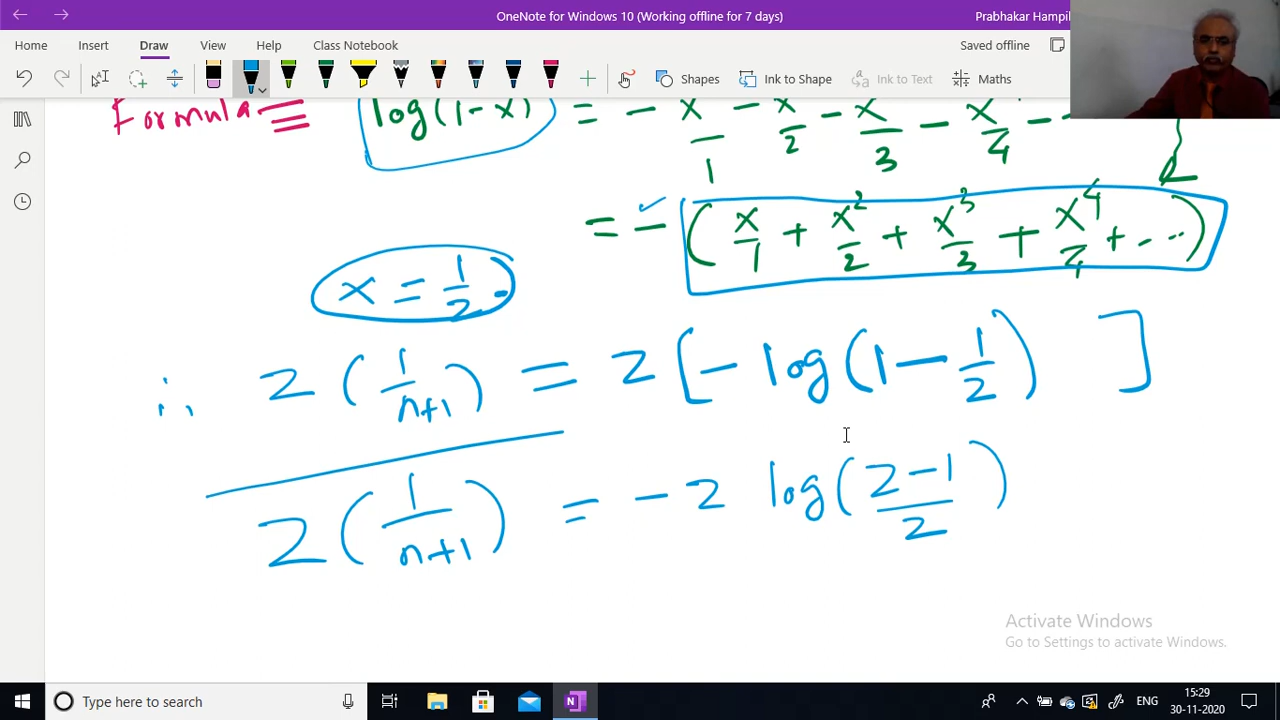 OneNote for Windows 10 (Working offline for 7 days)
Prabhakar Hampil
Home Insert Draw View Help Class Notebook
Saved offline
Shapes Ink to Shape Ink to Text Maths
Formula = log(1-x) = - x/1 - x/2 - x/3 - x/4 - -
= - (x/1 + x²/2 + x³/3 + x⁴/4 + ...)
x = 1/2
∴ z(1/n+1) = z[-log(1-1/2) ]
z(1/n+1) = -z log(2-1/2)
Activate Windows
Go to Settings to activate Windows.
Type here to search
ENG
15:29
30-11-2020